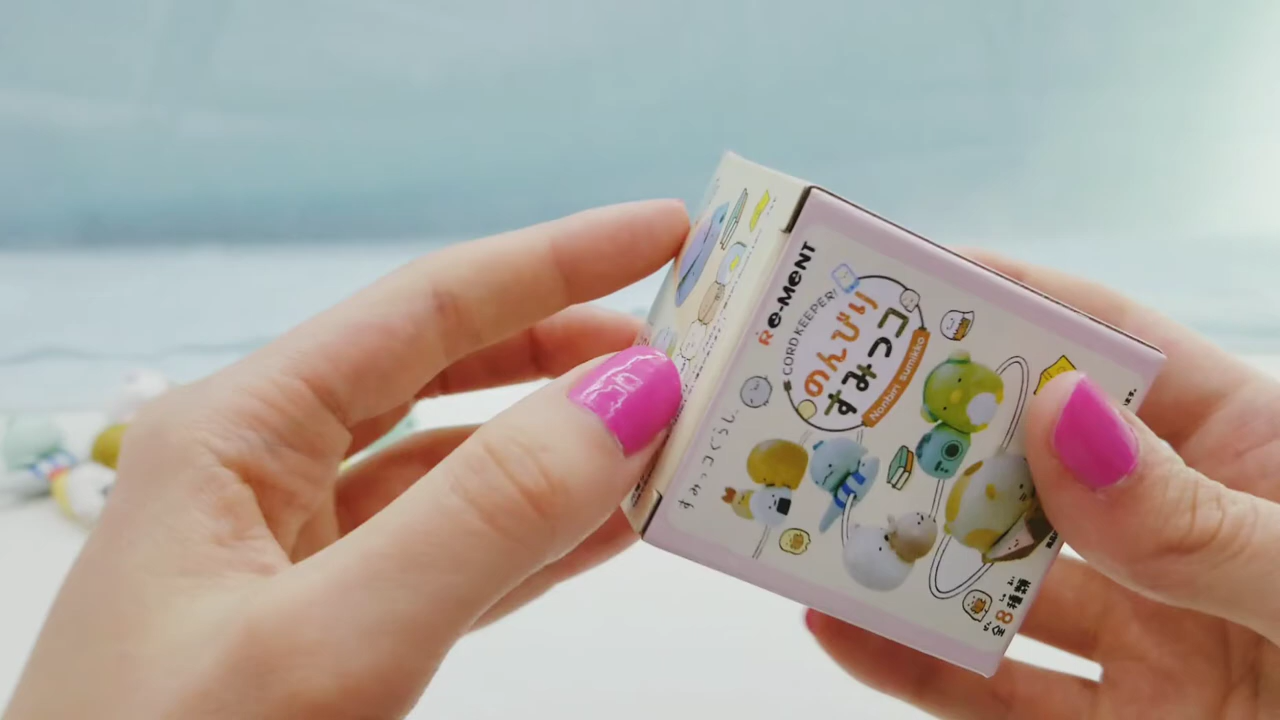 Re-MENT
CORD KEEPER!
のんびり
すみっコ
Nonbiri sumikko
すみっコぐらし
全8種類